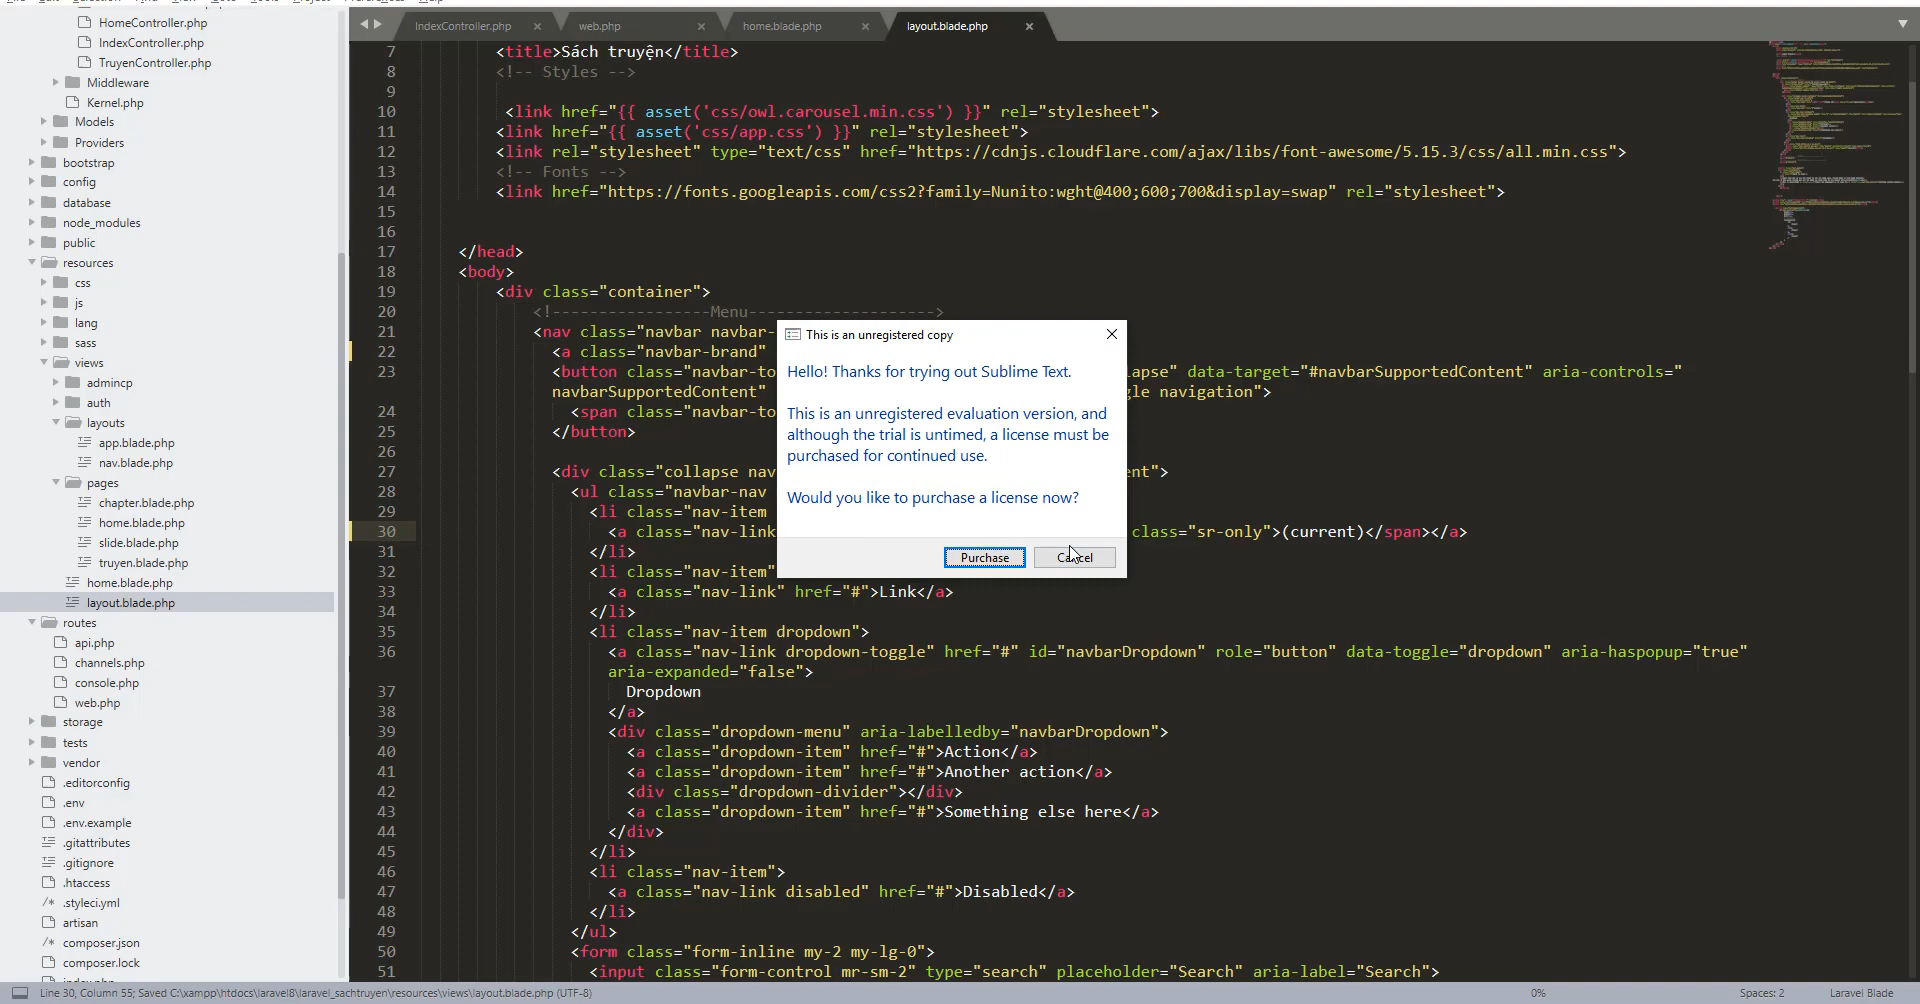 HomeController.php
IndexController.php
TruyenController.php
Middleware
Kernel.php
Models
Providers
bootstrap
config
database
node_modules
public
resources
css
js
lang
sass
views
admincp
auth
layouts
app.blade.php
nav.blade.php
pages
chapter.blade.php
home.blade.php
slide.blade.php
truyen.blade.php
home.blade.php
layout.blade.php
routes
api.php
channels.php
console.php
web.php
storage
tests
vendor
.editorconfig
.env
.env.example
.gitattributes
.gitignore
.htaccess
/* .styleci.yml
artisan
/* composer.json
composer.lock
IndexController.php × web.php × home.blade.php × layout.blade.php ×
7 <title>Sách truyện</title>
8 <!-- Styles -->
9
10 <link href="{{ asset('css/owl.carousel.min.css') }}" rel="stylesheet">
11 <link href="{{ asset('css/app.css') }}" rel="stylesheet">
12 <link rel="stylesheet" type="text/css" href="https://cdnjs.cloudflare.com/ajax/libs/font-awesome/5.15.3/css/all.min.css">
13 <!-- Fonts -->
14 <link href="https://fonts.googleapis.com/css2?family=Nunito:wght@400;600;700&display=swap" rel="stylesheet">
15
16
17 </head>
18 <body>
19 <div class="container">
20 <!-----------------Menu-------------------->
21 <nav class="navbar navbar-
22 <a class="navbar-brand"
23 <button class="navbar-to lapse" data-target="#navbarSupportedContent" aria-controls="
navbarSupportedContent" gle navigation">
24 <span class="navbar-to
25 </button>
26
27 <div class="collapse nav ent">
28 <ul class="navbar-nav
29 <li class="nav-item
30 <a class="nav-link class="sr-only">(current)</span></a>
31 </li>
32 <li class="nav-item"
33 <a class="nav-link" href="#">Link</a>
34 </li>
35 <li class="nav-item dropdown">
36 <a class="nav-link dropdown-toggle" href="#" id="navbarDropdown" role="button" data-toggle="dropdown" aria-haspopup="true"
aria-expanded="false">
37 Dropdown
38 </a>
39 <div class="dropdown-menu" aria-labelledby="navbarDropdown">
40 <a class="dropdown-item" href="#">Action</a>
41 <a class="dropdown-item" href="#">Another action</a>
42 <div class="dropdown-divider"></div>
43 <a class="dropdown-item" href="#">Something else here</a>
44 </div>
45 </li>
46 <li class="nav-item">
47 <a class="nav-link disabled" href="#">Disabled</a>
48 </li>
49 </ul>
50 <form class="form-inline my-2 my-lg-0">
51 <input class="form-control mr-sm-2" type="search" placeholder="Search" aria-label="Search">
This is an unregistered copy
Hello! Thanks for trying out Sublime Text.
This is an unregistered evaluation version, and
although the trial is untimed, a license must be
purchased for continued use.
Would you like to purchase a license now?
Purchase Cancel
Line 30, Column 55; Saved C:\xampp\htdocs\laravel8\laravel_sachtruyen\resources\views\layout.blade.php (UTF-8) 0% Spaces: 2 Laravel Blade